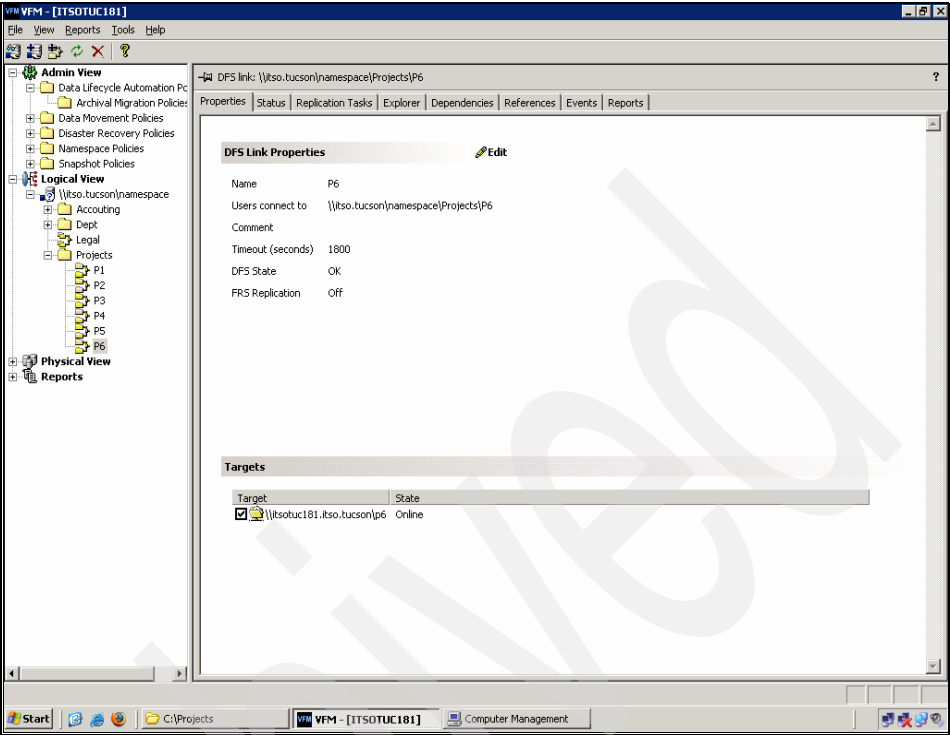 VFM VFM - [ITSOTUC181]
File View Reports Tools Help
Admin View
Data Lifecycle Automation Pc
Archival Migration Policies
Data Movement Policies
Disaster Recovery Policies
Namespace Policies
Snapshot Policies
Logical View
\\itso.tucson\namespace
Accouting
Dept
Legal
Projects
P1
P2
P3
P4
P5
P6
Physical View
Reports
DFS link: \\itso.tucson\namespace\Projects\P6 ?
Properties Status Replication Tasks Explorer Dependencies References Events Reports
DFS Link Properties Edit
Name P6
Users connect to \\itso.tucson\namespace\Projects\P6
Comment
Timeout (seconds) 1800
DFS State OK
FRS Replication Off
Targets
Target State
\\itsotuc181.itso.tucson\p6 Online
Start C:\Projects VFM VFM - [ITSOTUC181] Computer Management